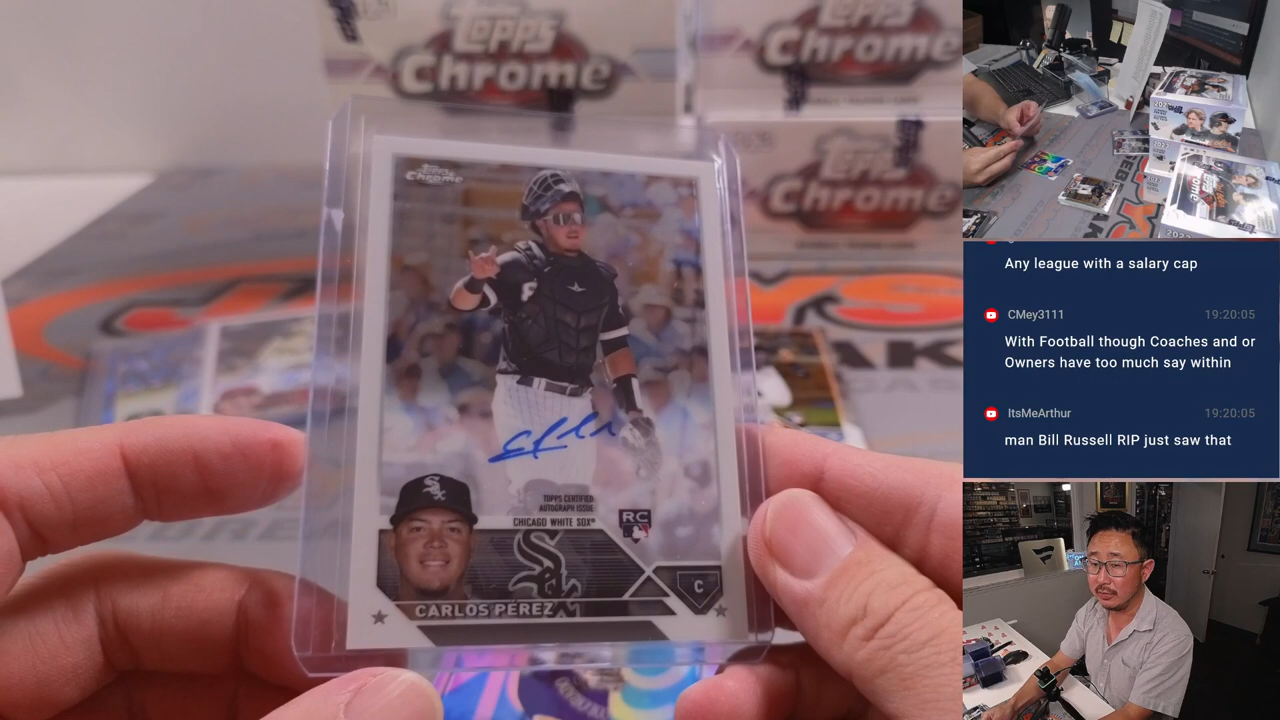 Topps
Chrome
Topps
Chrome
Topps
Chrome
Topps
Chrome
TOPPS CERTIFIED
AUTOGRAPH ISSUE
CHICAGO WHITE SOX
RC
C
CARLOS PÉREZ
Any league with a salary cap
CMey3111 19:20:05
With Football though Coaches and or
Owners have too much say within
ItsMeArthur 19:20:05
man Bill Russell RIP just saw that